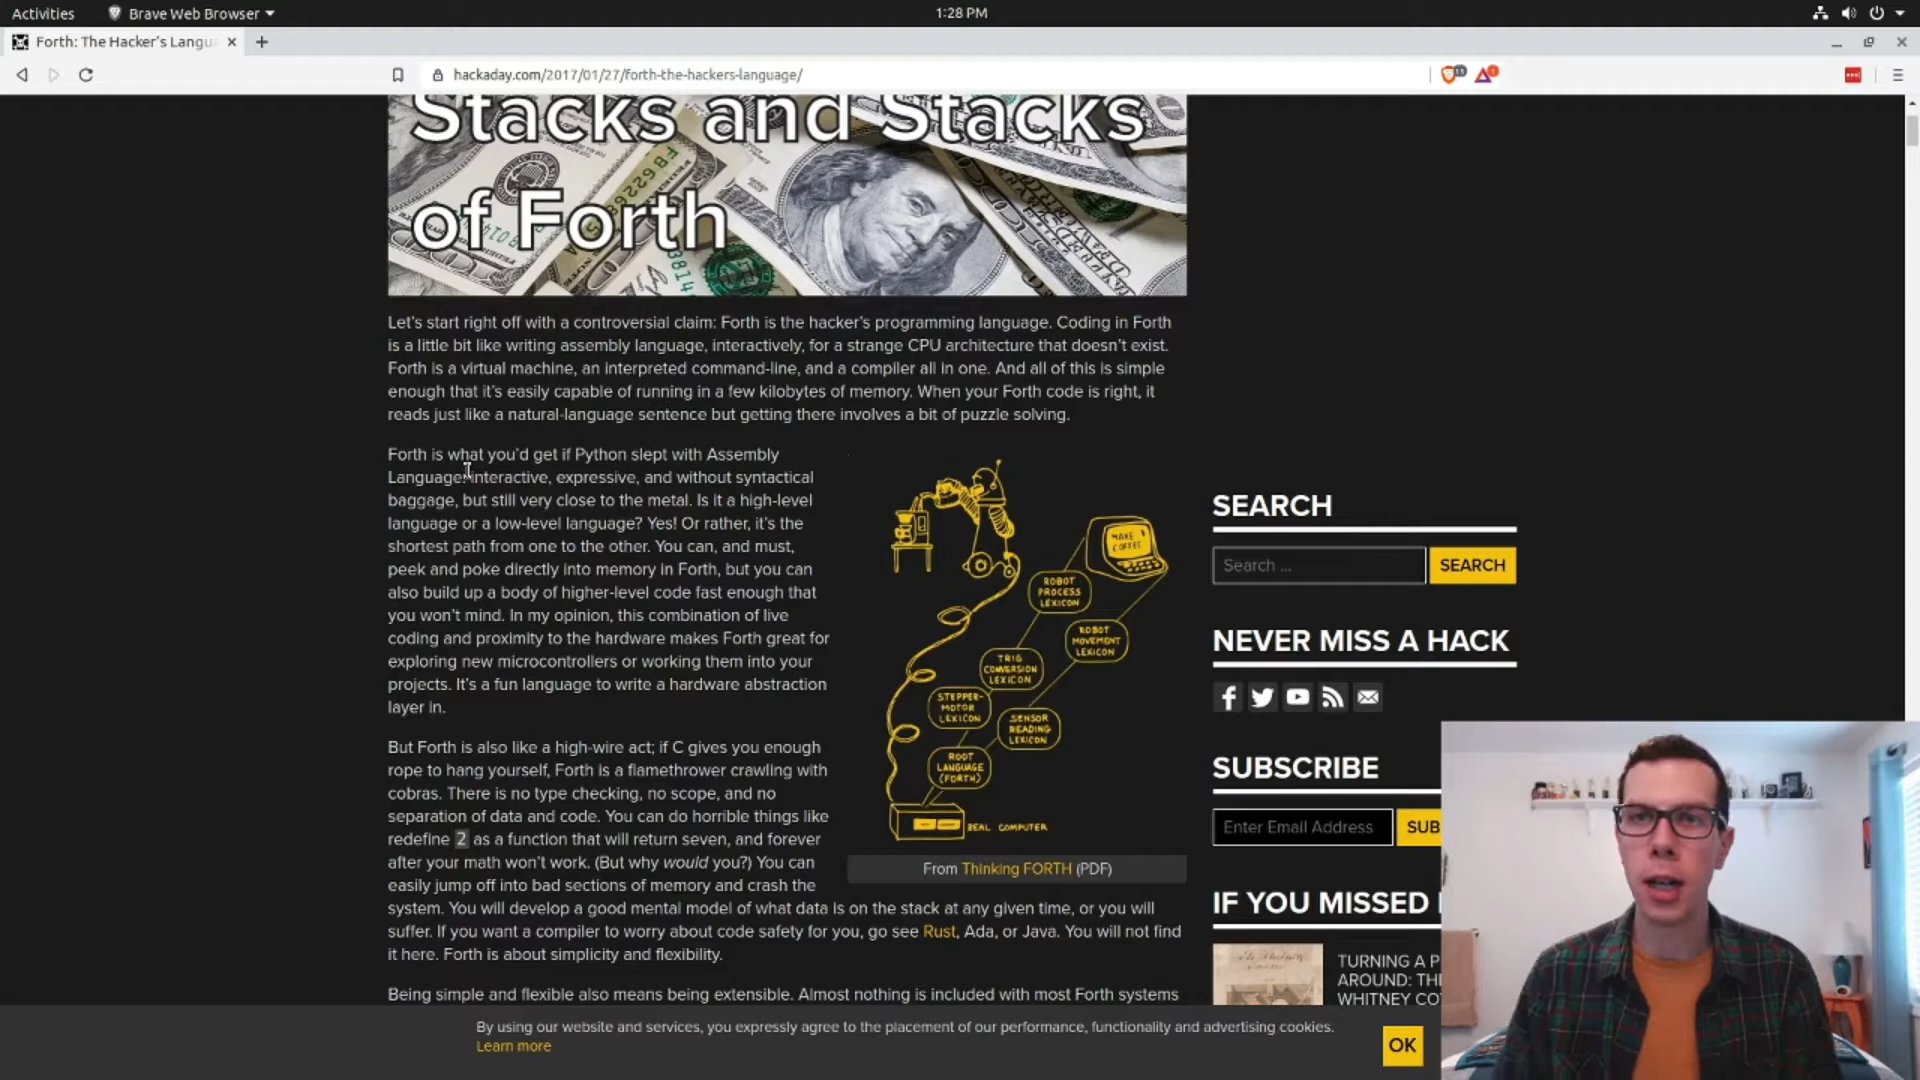 Activities
Brave Web Browser
1:28 PM
Forth: The Hacker's Langu
hackaday.com/2017/01/27/forth-the-hackers-language/
Stacks and Stacks
of Forth
Let's start right off with a controversial claim: Forth is the hacker's programming language. Coding in Forth
is a little bit like writing assembly language, interactively, for a strange CPU architecture that doesn't exist.
Forth is a virtual machine, an interpreted command-line, and a compiler all in one. And all of this is simple
enough that it's easily capable of running in a few kilobytes of memory. When your Forth code is right, it
reads just like a natural-language sentence but getting there involves a bit of puzzle solving.
Forth is what you'd get if Python slept with Assembly
Language: interactive, expressive, and without syntactical
baggage, but still very close to the metal. Is it a high-level
language or a low-level language? Yes! Or rather, it's the
shortest path from one to the other. You can, and must,
peek and poke directly into memory in Forth, but you can
also build up a body of higher-level code fast enough that
you won't mind. In my opinion, this combination of live
coding and proximity to the hardware makes Forth great for
exploring new microcontrollers or working them into your
projects. It's a fun language to write a hardware abstraction
layer in.
But Forth is also like a high-wire act; if C gives you enough
rope to hang yourself, Forth is a flamethrower crawling with
cobras. There is no type checking, no scope, and no
separation of data and code. You can do horrible things like
redefine 2 as a function that will return seven, and forever
after your math won't work. (But why would you?) You can
easily jump off into bad sections of memory and crash the
system. You will develop a good mental model of what data is on the stack at any given time, or you will
suffer. If you want a compiler to worry about code safety for you, go see Rust, Ada, or Java. You will not find
it here. Forth is about simplicity and flexibility.
Being simple and flexible also means being extensible. Almost nothing is included with most Forth systems
MAKE
COFFEE
ROBOT
PROCESS
LEXICON
ROBOT
MOVEMENT
LEXICON
TRIG
CONVERSION
LEXICON
STEPPER-
MOTOR
LEXICON
SENSOR
READING
LEXICON
ROOT
LANGUAGE
(FORTH)
REAL COMPUTER
From Thinking FORTH (PDF)
SEARCH
Search ...
SEARCH
NEVER MISS A HACK
SUBSCRIBE
Enter Email Address
SUB
IF YOU MISSED
TURNING A P
AROUND: TH
WHITNEY CO
By using our website and services, you expressly agree to the placement of our performance, functionality and advertising cookies.
Learn more
OK